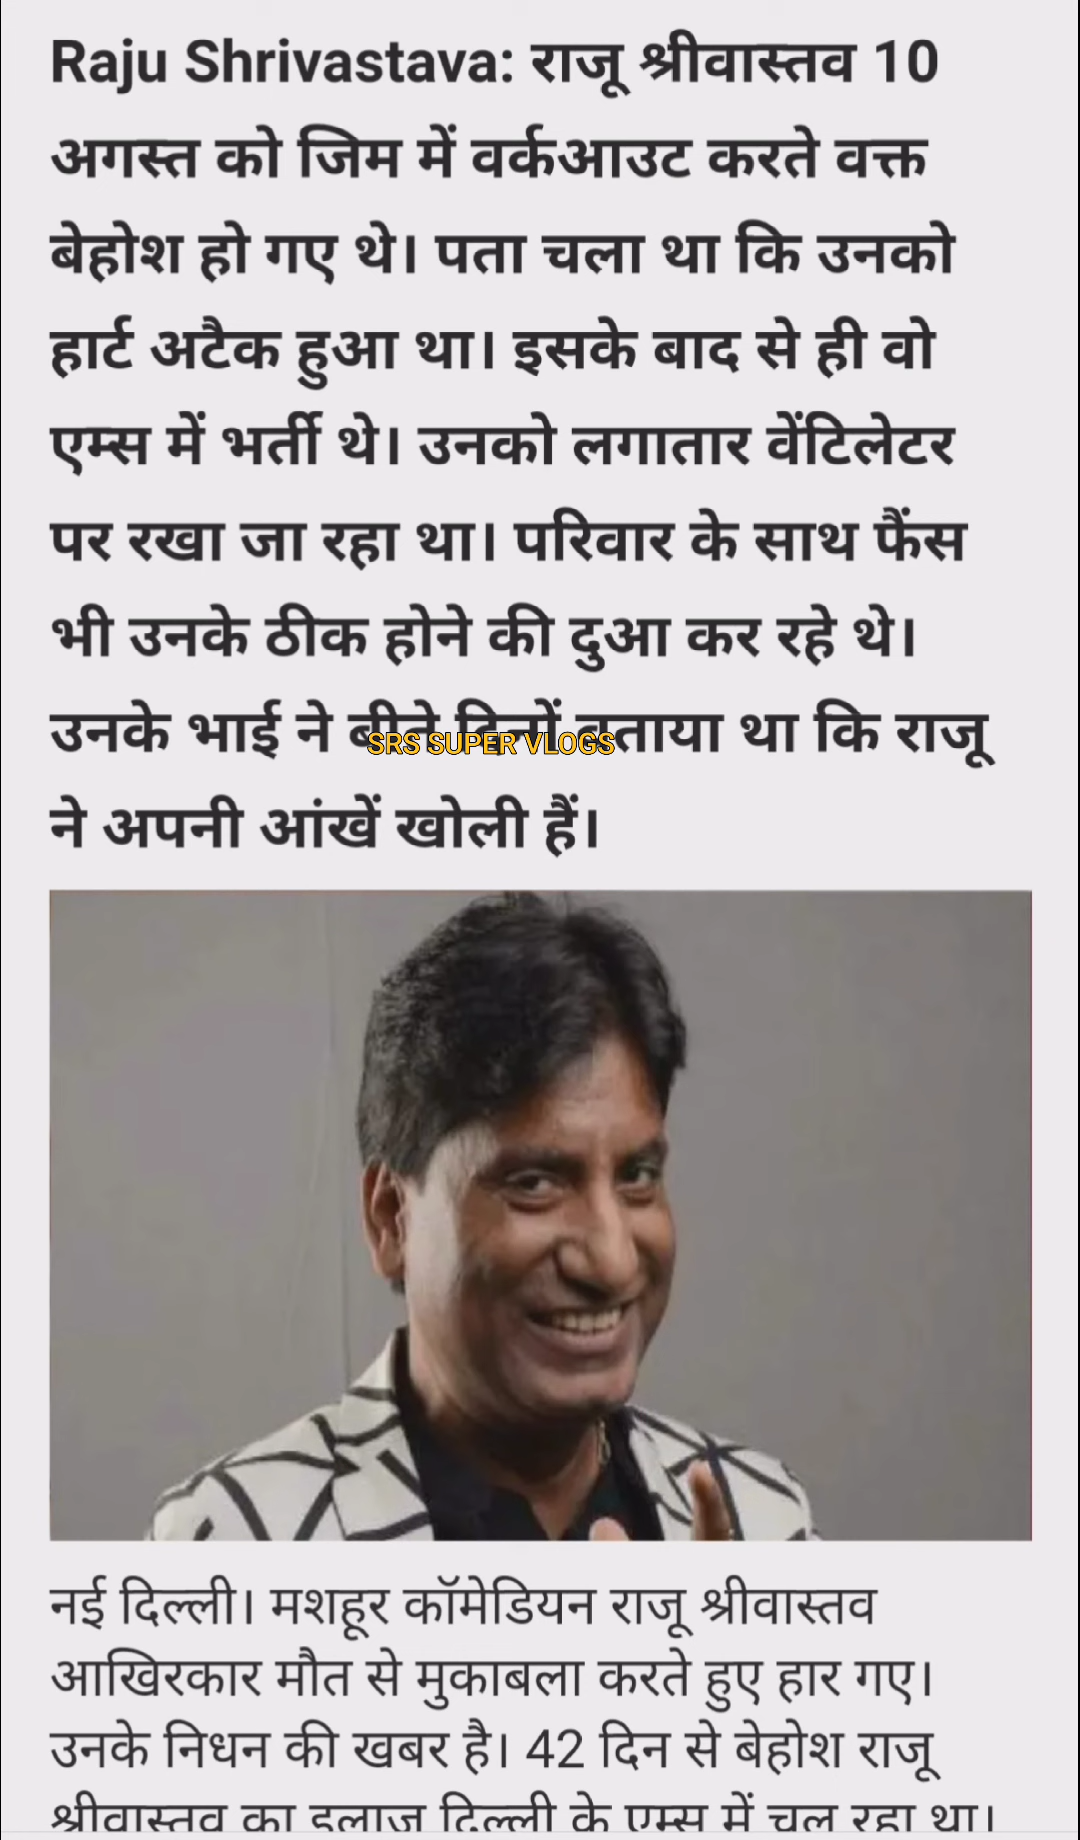 Raju Shrivastava: राजू श्रीवास्तव 10
अगस्त को जिम में वर्कआउट करते वक्त
बेहोश हो गए थे। पता चला था कि उनको
हार्ट अटैक हुआ था। इसके बाद से ही वो
एम्स में भर्ती थे। उनको लगातार वेंटिलेटर
पर रखा जा रहा था। परिवार के साथ फैंस
भी उनके ठीक होने की दुआ कर रहे थे।
उनके भाई ने बीते दिनों बताया था कि राजू
SRS SUPER VLOGS
ने अपनी आंखें खोली हैं।
नई दिल्ली। मशहूर कॉमेडियन राजू श्रीवास्तव
आखिरकार मौत से मुकाबला करते हुए हार गए।
उनके निधन की खबर है। 42 दिन से बेहोश राजू
श्रीवास्तव का इलाज दिल्ली के एम्स में चल रहा था।